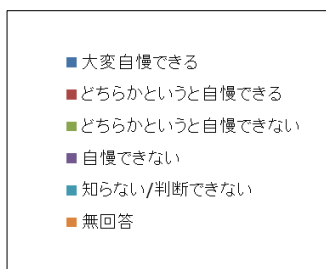 大変自慢できる
どちらかというと自慢できる
どちらかというと自慢できない
自慢できない
知らない/判断できない
無回答